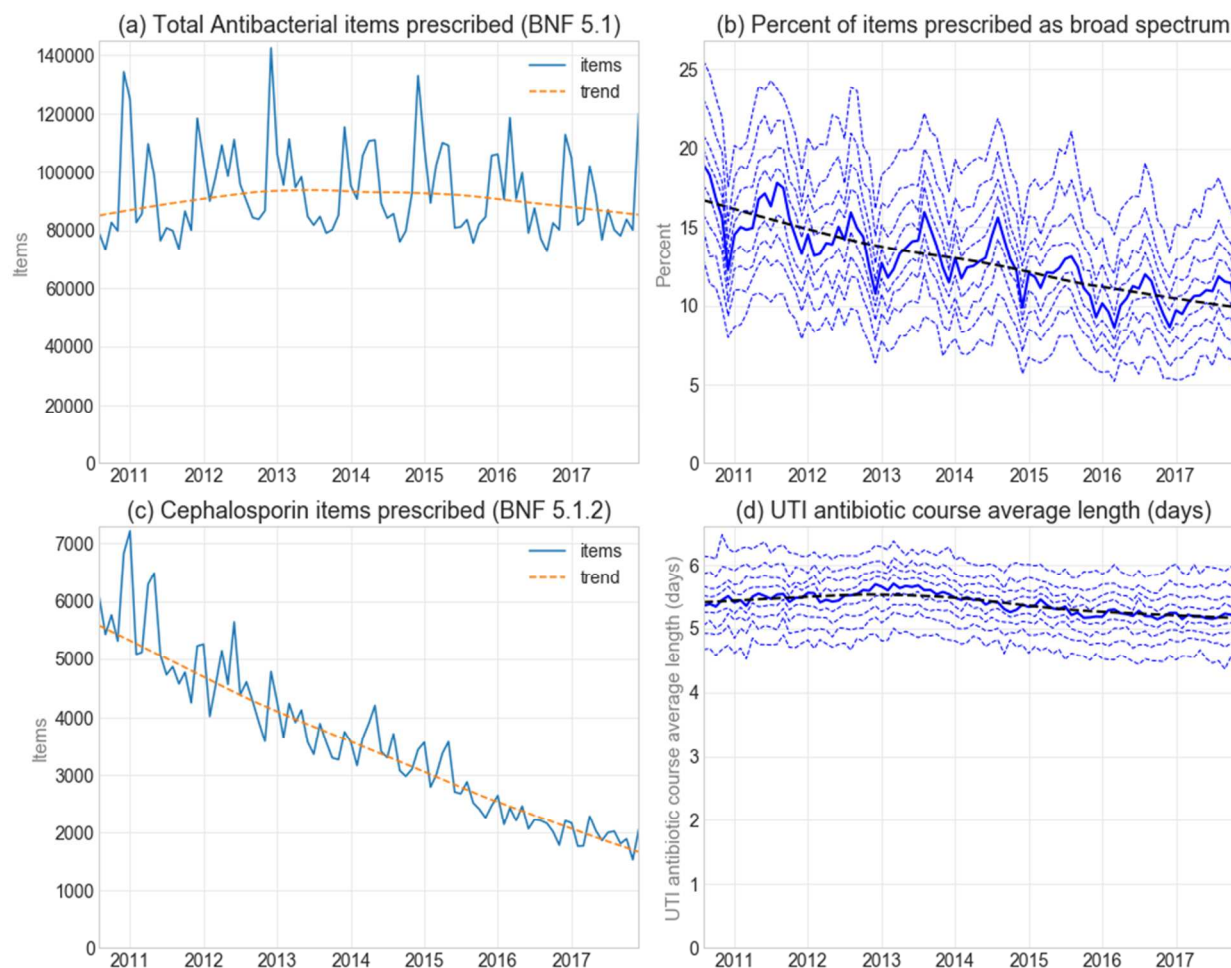 (a) Total Antibacterial items prescribed (BNF 5.1)
140000
120000
100000
80000
60000
40000
20000
0
Items
items
trend
2011 2012 2013 2014 2015 2016 2017
(b) Percent of items prescribed as broad spectrum
25
20
15
10
5
0
Percent
2011 2012 2013 2014 2015 2016 2017
(c) Cephalosporin items prescribed (BNF 5.1.2)
7000
6000
5000
4000
3000
2000
1000
0
Items
items
trend
2011 2012 2013 2014 2015 2016 2017
(d) UTI antibiotic course average length (days)
6
5
4
3
2
1
0
UTI antibiotic course average length (days)
2011 2012 2013 2014 2015 2016 2017